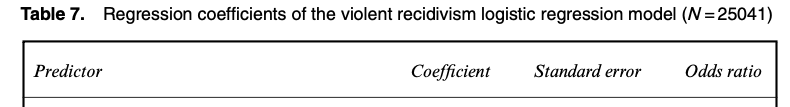 Table 7. Regression coefficients of the violent recidivism logistic regression model (N = 25041)
Predictor Coefficient Standard error Odds ratio